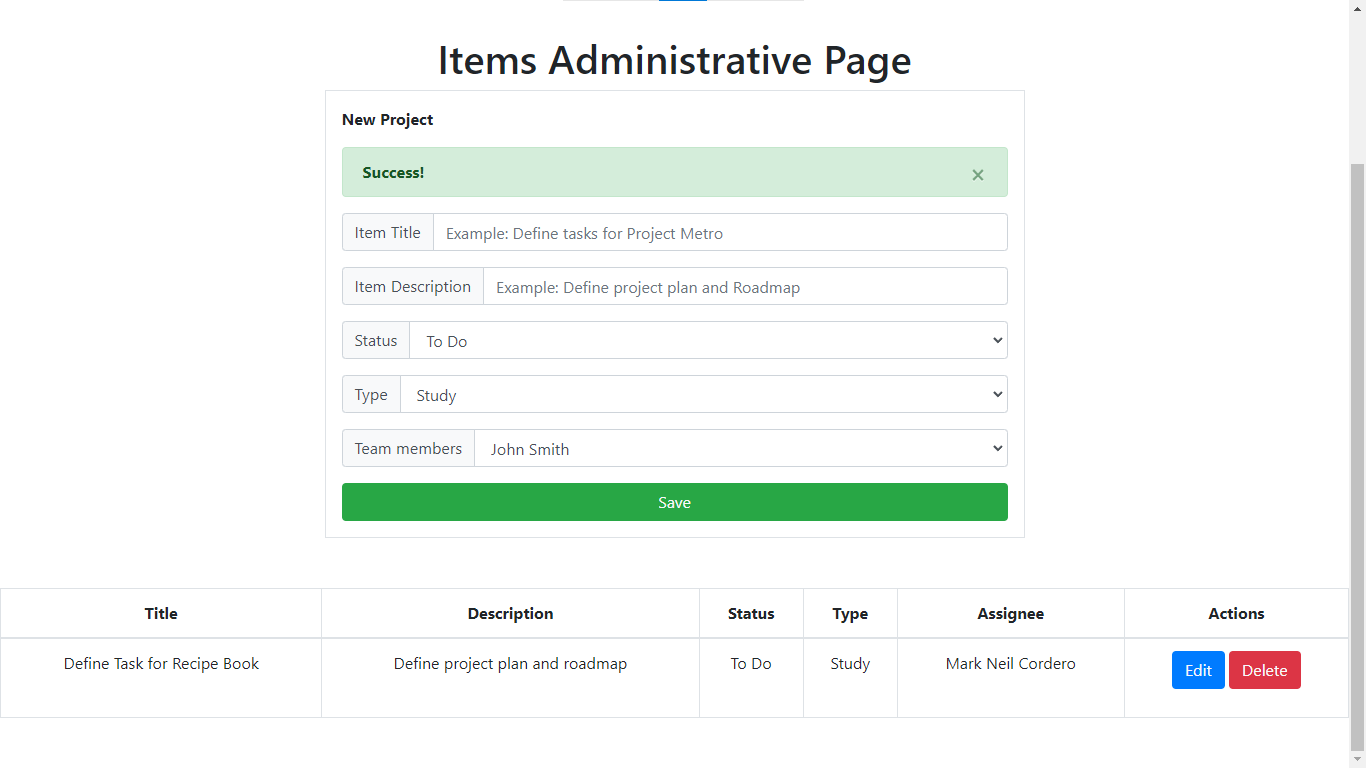 Items Administrative Page
New Project
Success! ×
Item Title Example: Define tasks for Project Metro
Item Description Example: Define project plan and Roadmap
Status To Do
Type Study
Team members John Smith
Save
Title Description Status Type Assignee Actions
Define Task for Recipe Book Define project plan and roadmap To Do Study Mark Neil Cordero Edit Delete